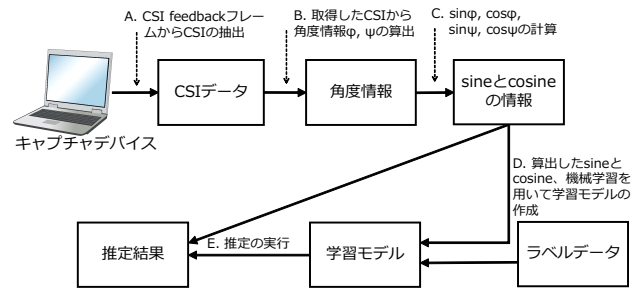 A. CSI feedbackフレ
ームからCSIの抽出
B. 取得したCSIから
角度情報φ, ψの算出
C. sinφ, cosφ,
sinψ, cosψの計算
CSIデータ
角度情報
sineとcosine
の情報
キャプチャデバイス
D. 算出したsineと
cosine、機械学習を
用いて学習モデルの
作成
推定結果
E. 推定の実行
学習モデル
ラベルデータ